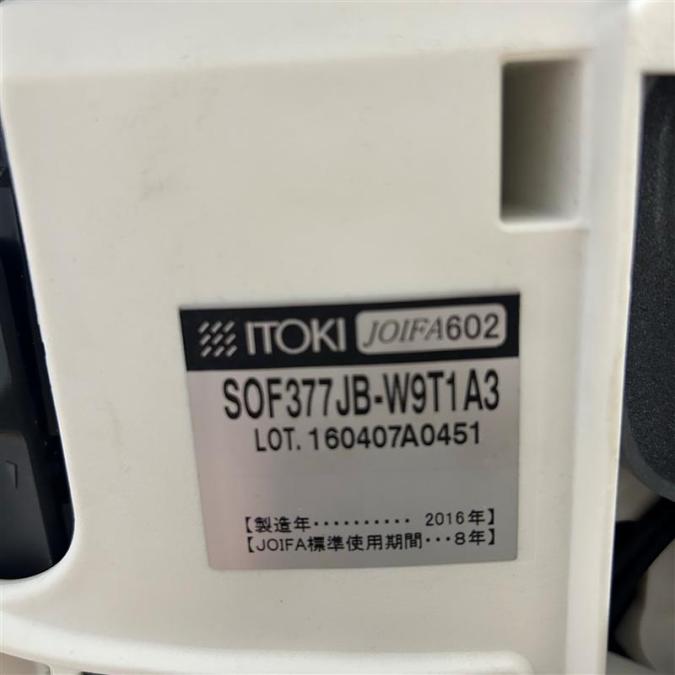 ITOKI JOIFA602
SOF377JB-W9T1A3
LOT. 160407A0451
【製造年・・・・・・・・・・ 2016年】
【JOIFA標準使用期間・・・8年】